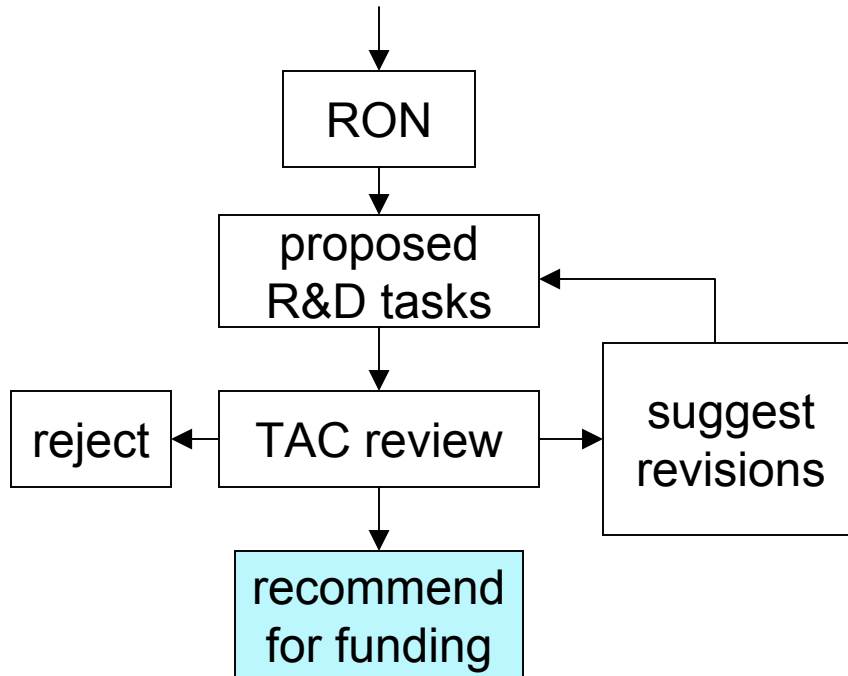 RON
proposed
R&D tasks
reject
TAC review
suggest
revisions
recommend
for funding